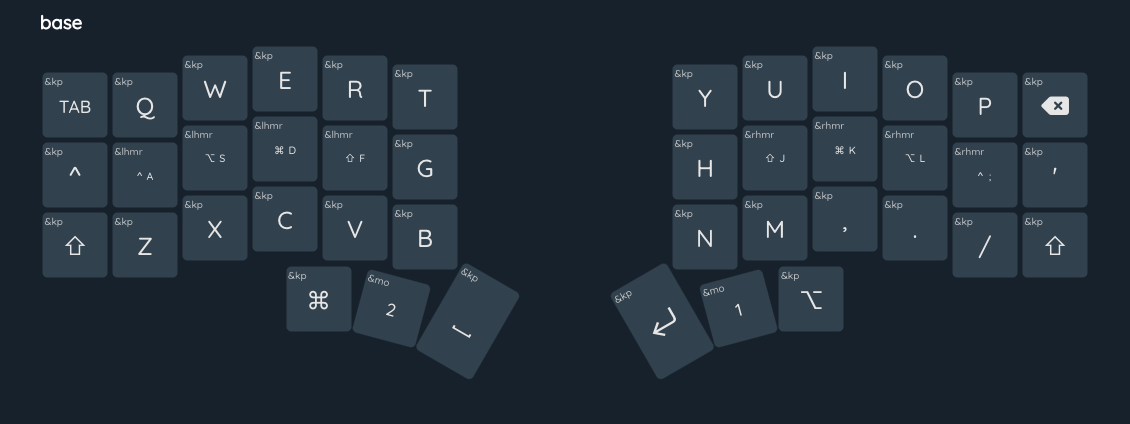 base
&kp &kp &kp &kp &kp &kp &kp &kp &kp &kp &kp &kp
TAB Q W E R T Y U I O P ⌫
&kp &lhmr &lhmr &lhmr &lhmr &kp &kp &rhmr &rhmr &rhmr &rhmr &kp
^ ^ A ⌥ S ⌘ D ⇧ F G H ⇧ J ⌘ K ⌥ L ^ : '
&kp &kp &kp &kp &kp &kp &kp &kp &kp &kp &kp &kp
⇧ Z X C V B N M , . / ⇧
&kp &mo &kp &kp &mo &kp
⌘ 2 ⎵ ↵ 1 ⌥